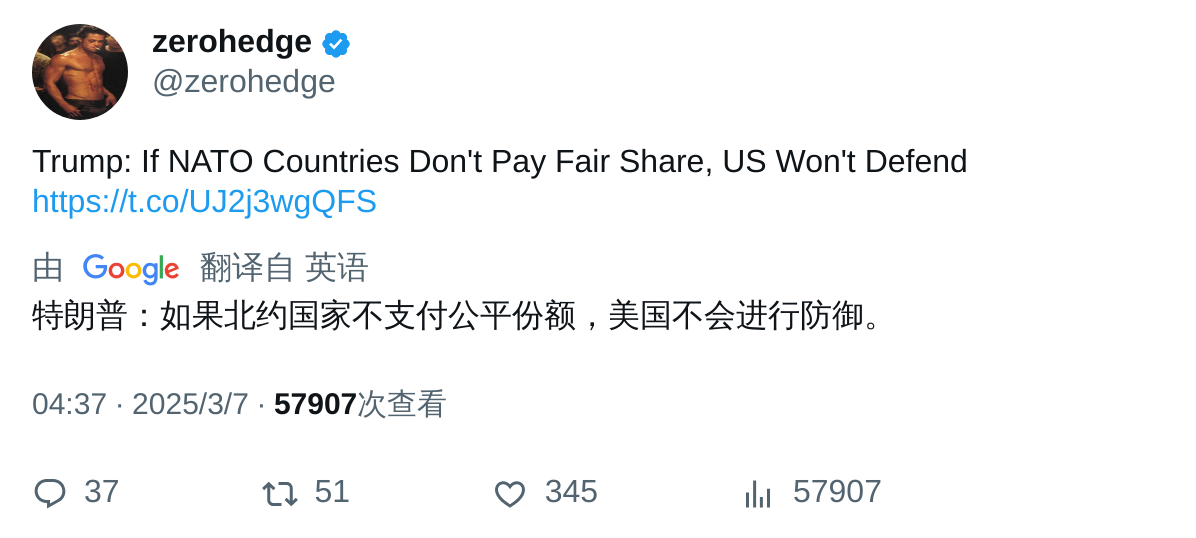 zerohedge
@zerohedge
Trump: If NATO Countries Don't Pay Fair Share, US Won't Defend
https://t.co/UJ2j3wgQFS
由 Google 翻译自 英语
特朗普：如果北约国家不支付公平份额，美国不会进行防御。
04:37 · 2025/3/7 · 57907次查看
37 51 345 57907